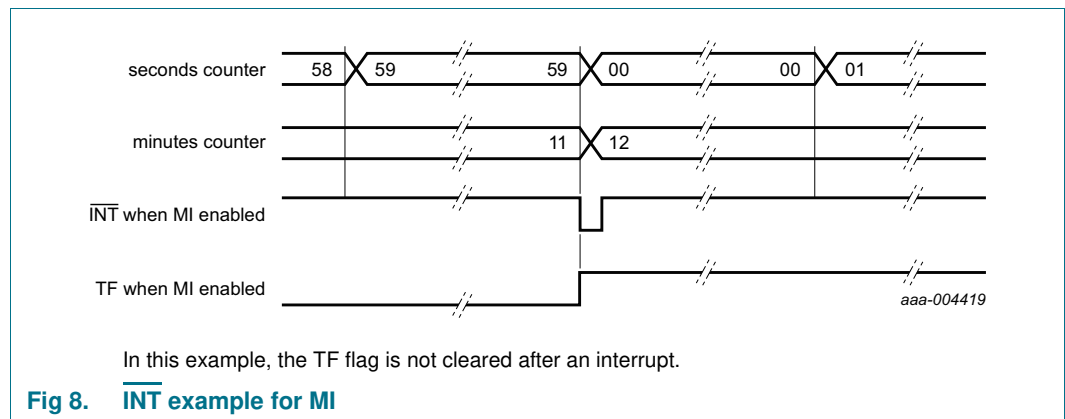 seconds counter 58 59 59 00 00 01
minutes counter 11 12
INT when MI enabled
TF when MI enabled
aaa-004419
In this example, the TF flag is not cleared after an interrupt.
Fig 8. INT example for MI